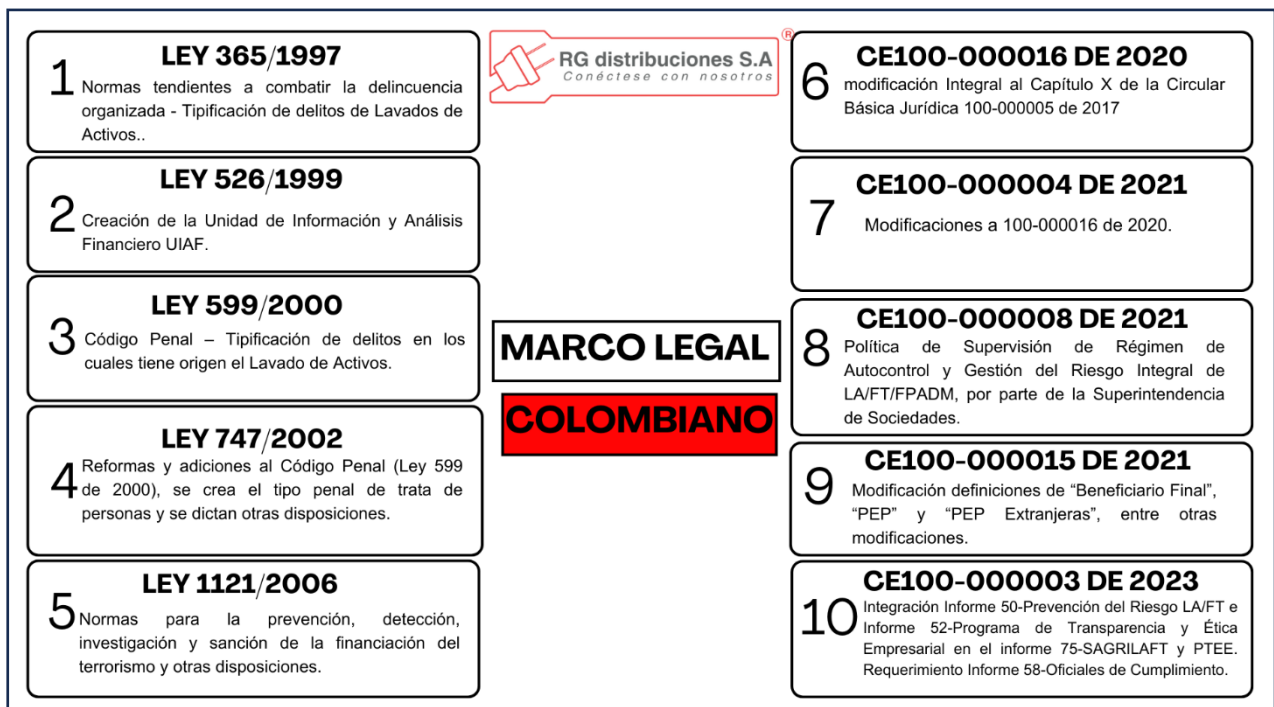 1
LEY 365/1997
Normas tendientes a combatir la delincuencia
organizada - Tipificación de delitos de Lavados de
Activos..
2
LEY 526/1999
Creación de la Unidad de Información y Análisis
Financiero UIAF.
3
LEY 599/2000
Código Penal – Tipificación de delitos en los
cuales tiene origen el Lavado de Activos.
4
LEY 747/2002
Reformas y adiciones al Código Penal (Ley 599
de 2000), se crea el tipo penal de trata de
personas y se dictan otras disposiciones.
5
LEY 1121/2006
Normas para la prevención, detección,
investigación y sanción de la financiación del
terrorismo y otras disposiciones.
RG distribuciones S.A
®
Conéctese con nosotros
MARCO LEGAL
COLOMBIANO
6
CE100-000016 DE 2020
modificación Integral al Capítulo X de la Circular
Básica Jurídica 100-000005 de 2017
7
CE100-000004 DE 2021
Modificaciones a 100-000016 de 2020.
8
CE100-000008 DE 2021
Política de Supervisión de Régimen de
Autocontrol y Gestión del Riesgo Integral de
LA/FT/FPADM, por parte de la Superintendencia
de Sociedades.
9
CE100-000015 DE 2021
Modificación definiciones de “Beneficiario Final”,
“PEP” y “PEP Extranjeras”, entre otras
modificaciones.
10
CE100-000003 DE 2023
Integración Informe 50-Prevención del Riesgo LA/FT e
Informe 52-Programa de Transparencia y Ética
Empresarial en el informe 75-SAGRILAFT y PTEE.
Requerimiento Informe 58-Oficiales de Cumplimiento.